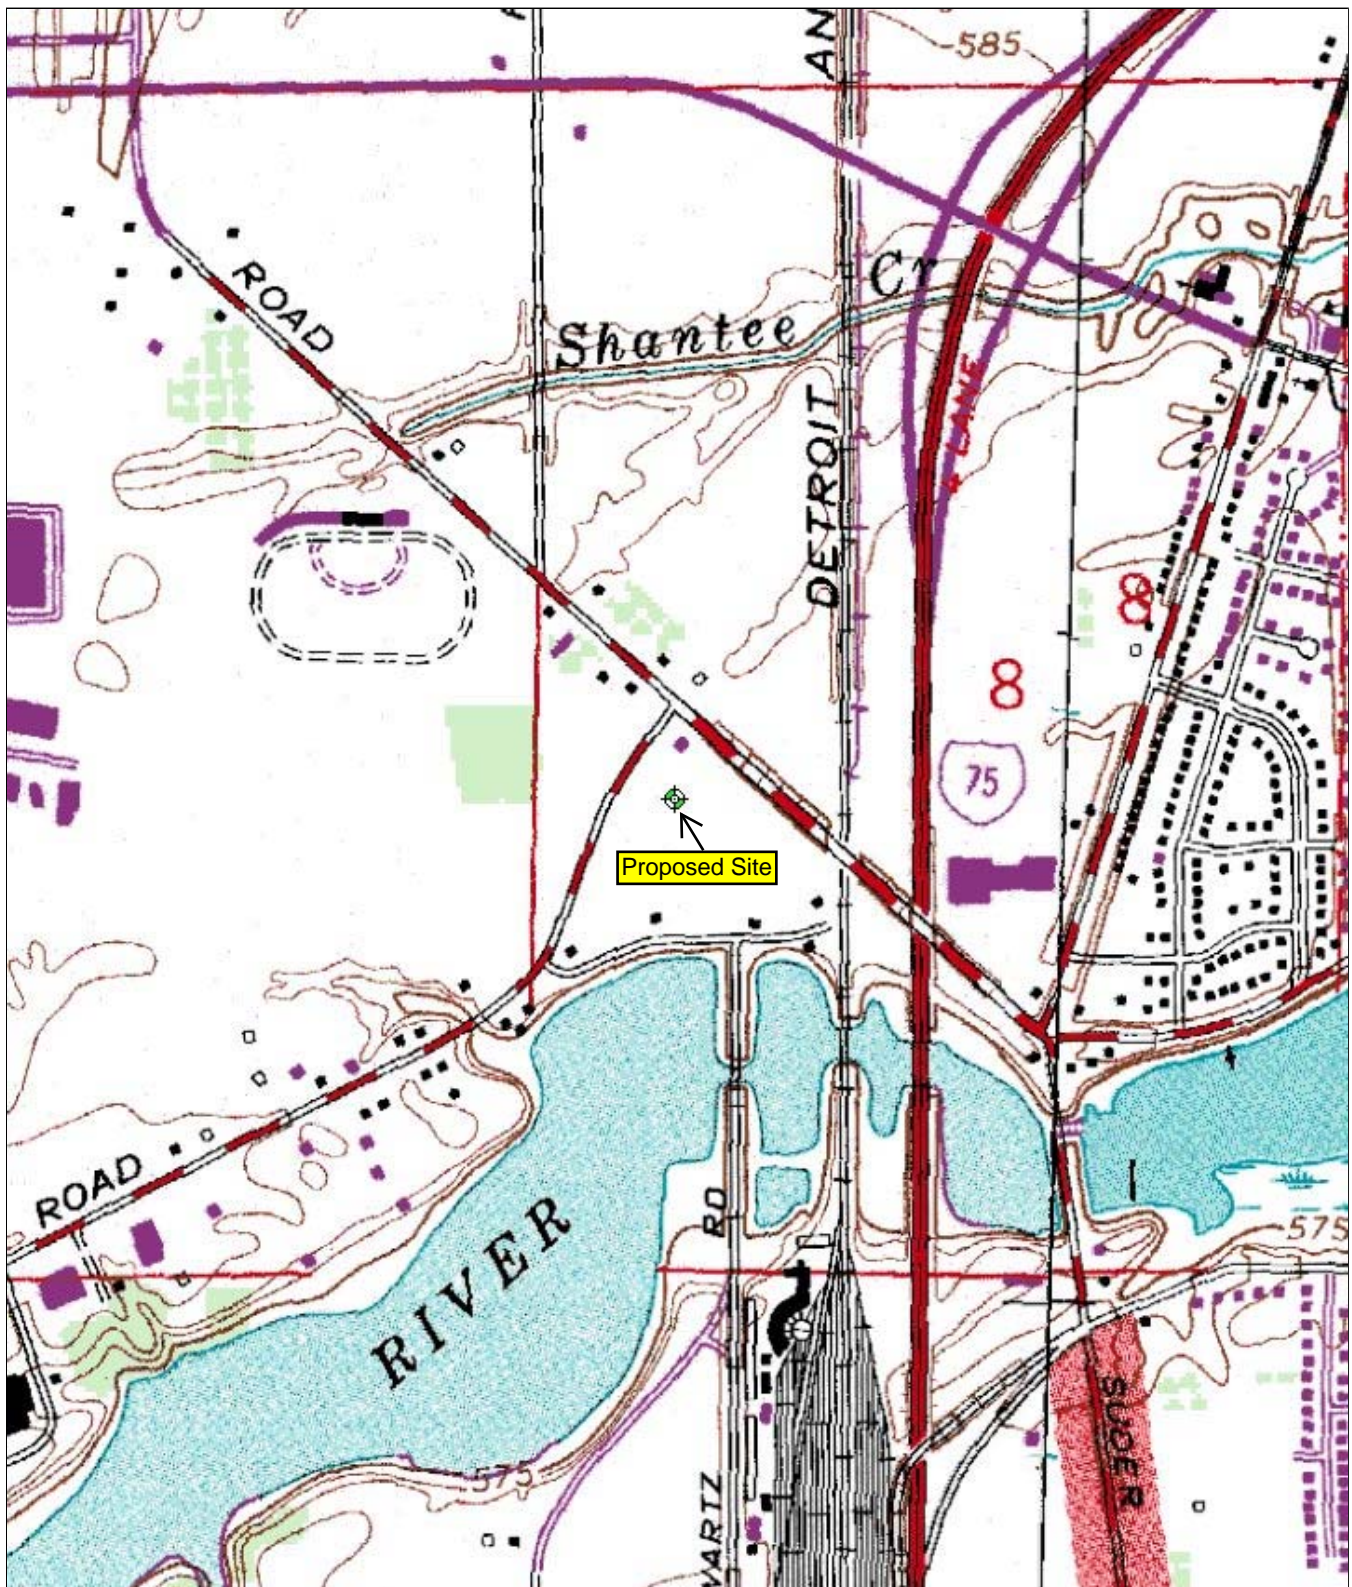 585
AN
ROAD
Cr
Shantee
4 LANE
DETROIT
8
8
75
Proposed Site
ROAD
RD
RIVER
575
SUDER
575
WARTZ